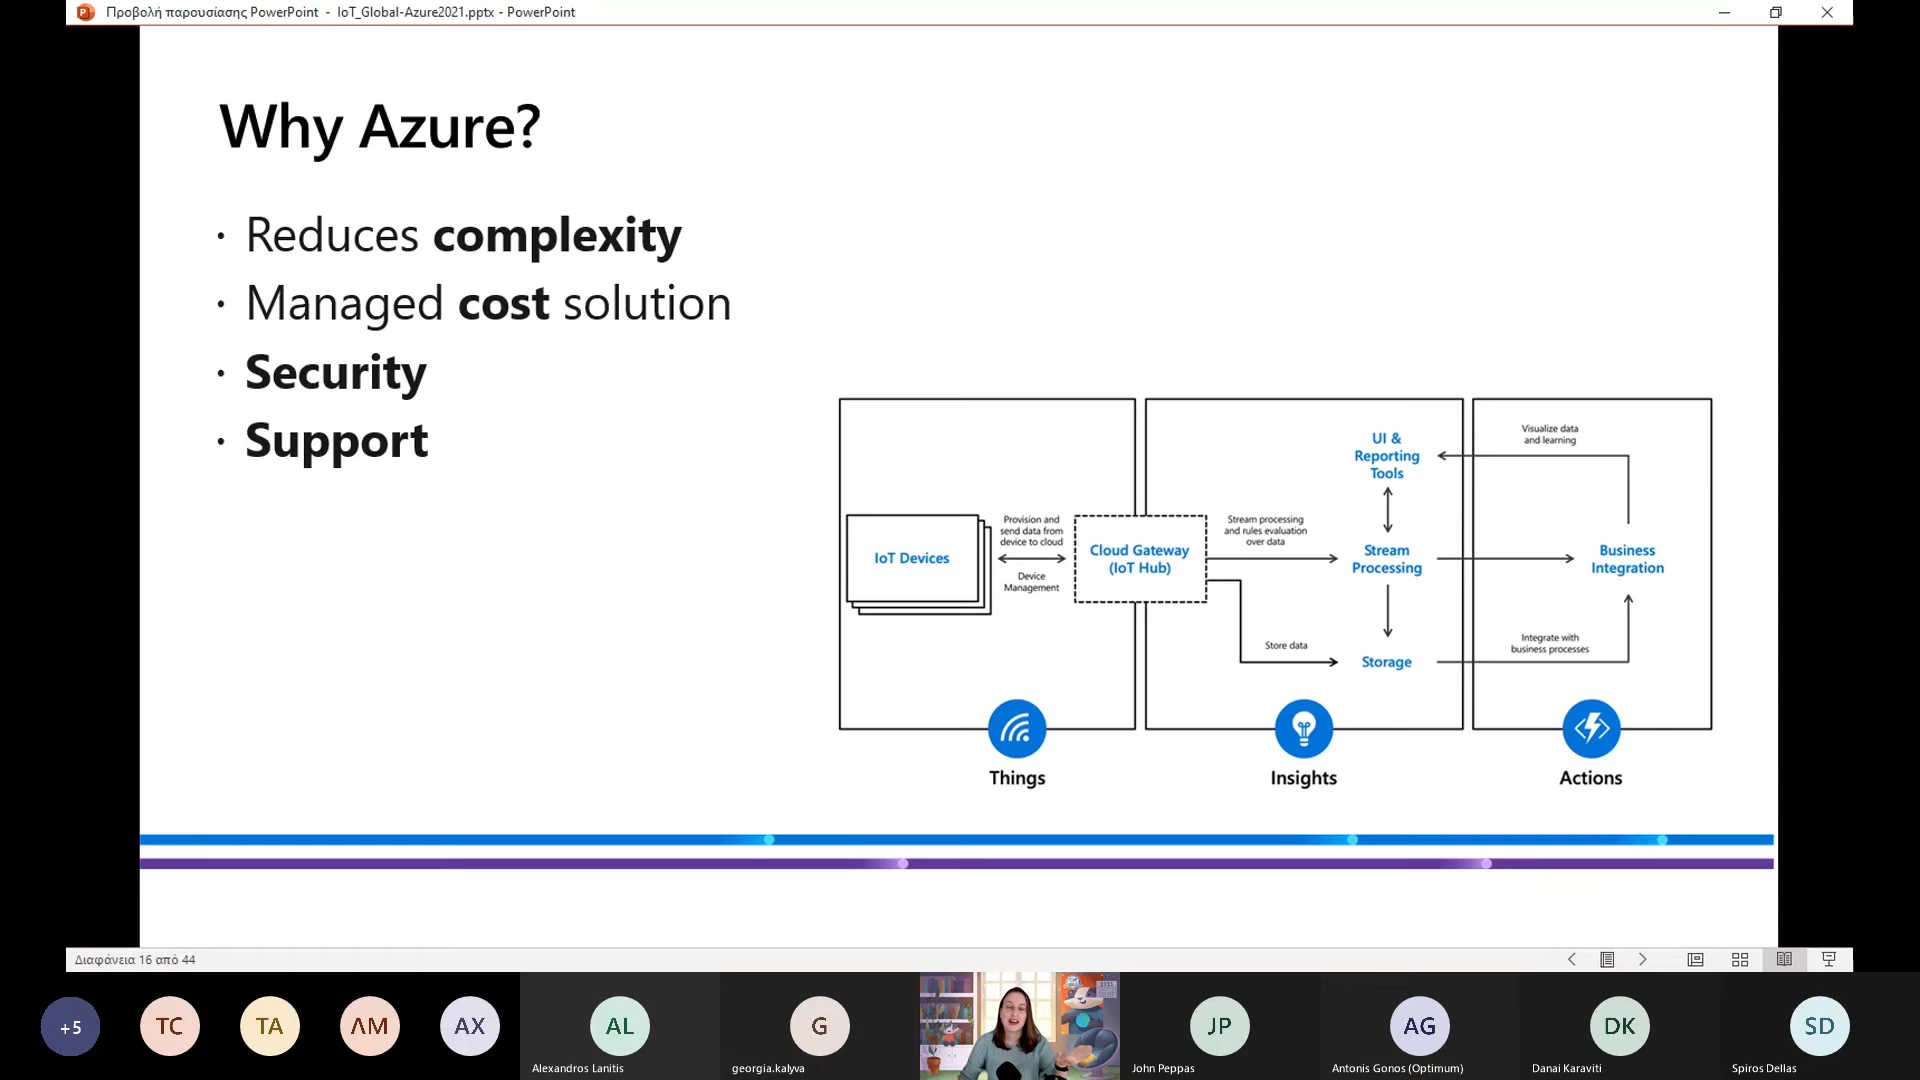 Προβολή παρουσίασης PowerPoint - IoT_Global-Azure2021.pptx - PowerPoint
Why Azure?
· Reduces complexity
· Managed cost solution
· Security
· Support
IoT Devices
Provision and
send data from
device to cloud
Device
Management
Cloud Gateway
(IoT Hub)
Stream processing
and rules evaluation
over data
Store data
UI &
Reporting
Tools
Stream
Processing
Storage
Visualize data
and learning
Business
Integration
Integrate with
business processes
Things
Insights
Actions
Διαφάνεια 16 από 44
+5
TC
TA
ΛM
AX
AL
Alexandros Lanitis
G
georgia.kalyva
JP
John Peppas
AG
Antonis Gonos (Optimum)
DK
Danai Karaviti
SD
Spiros Dellas